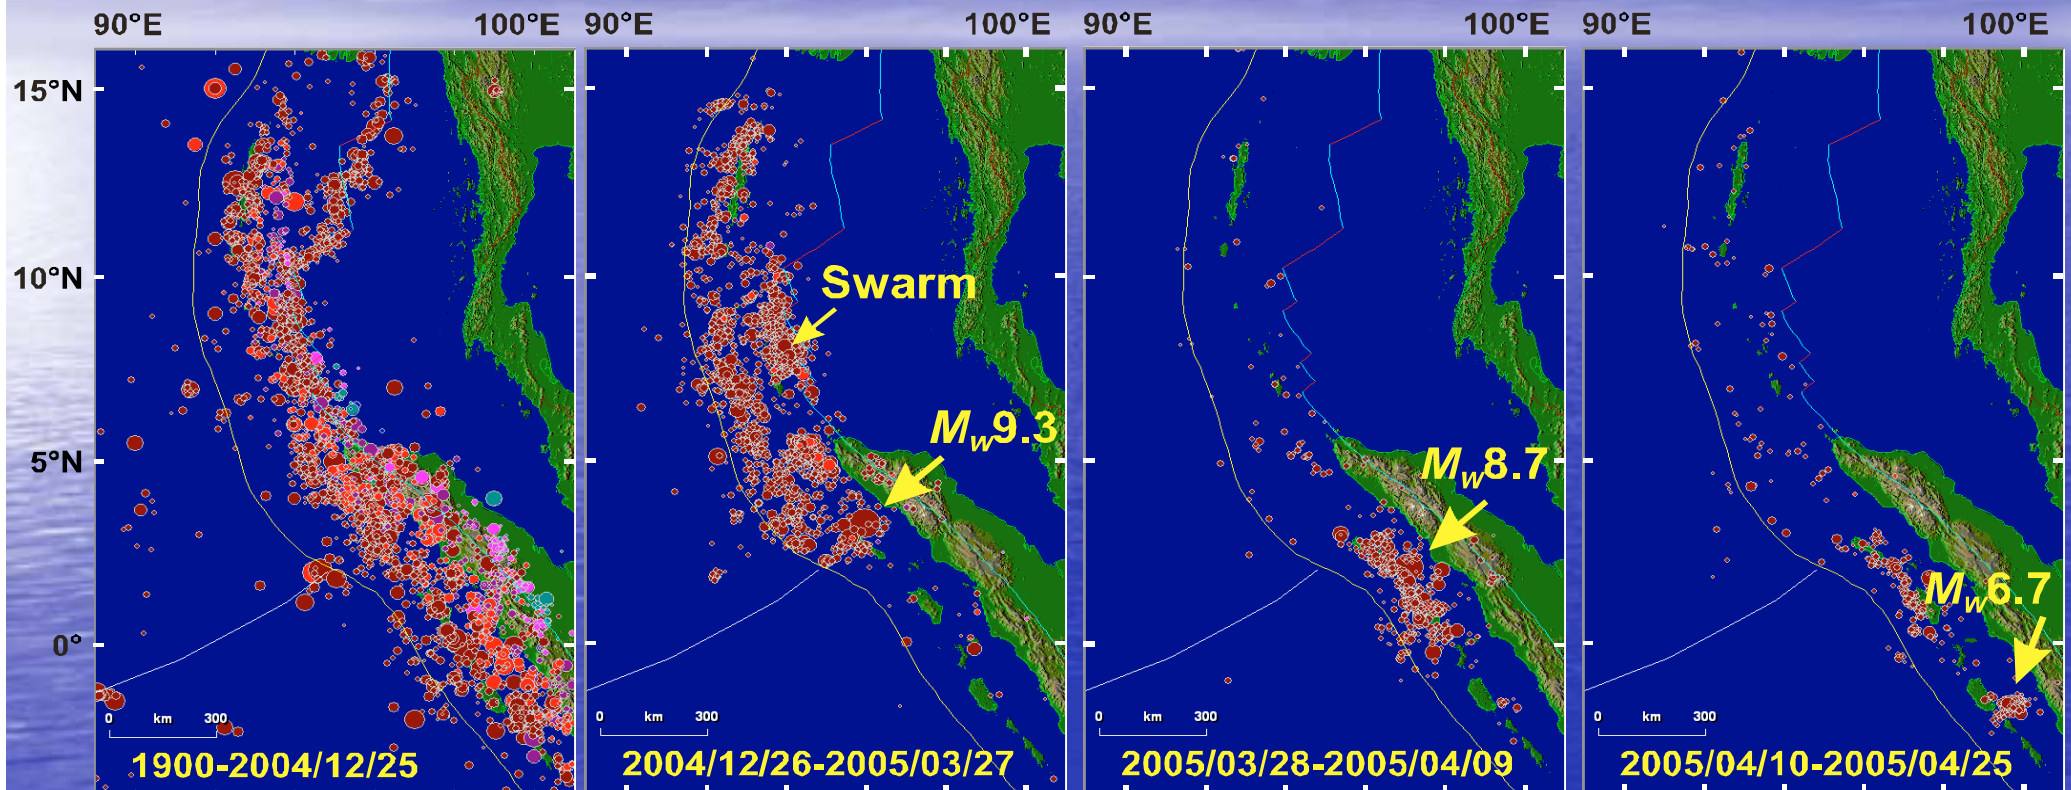 90°E 100°E 90°E 100°E 90°E 100°E 90°E 100°E
15°N
10°N
Swarm
5°N
Mw9.3
Mw8.7
Mw6.7
0°
0 km 300
0 km 300
0 km 300
0 km 300
1900-2004/12/25
2004/12/26-2005/03/27
2005/03/28-2005/04/09
2005/04/10-2005/04/25